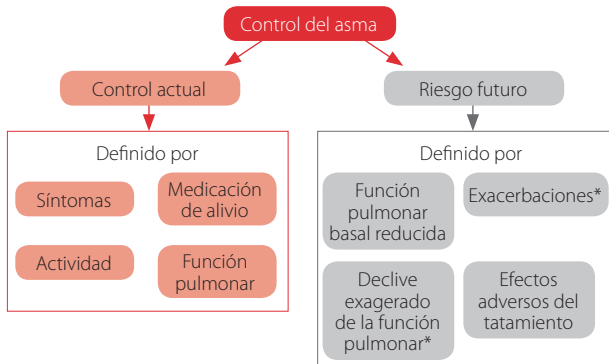 Control del asma
Control actual
Riesgo futuro
Definido por
Síntomas
Medicación
de alivio
Actividad
Función
pulmonar
Definido por
Función
pulmonar
basal reducida
Exacerbaciones*
Declive
exagerado
de la función
pulmonar*
Efectos
adversos del
tatamiento